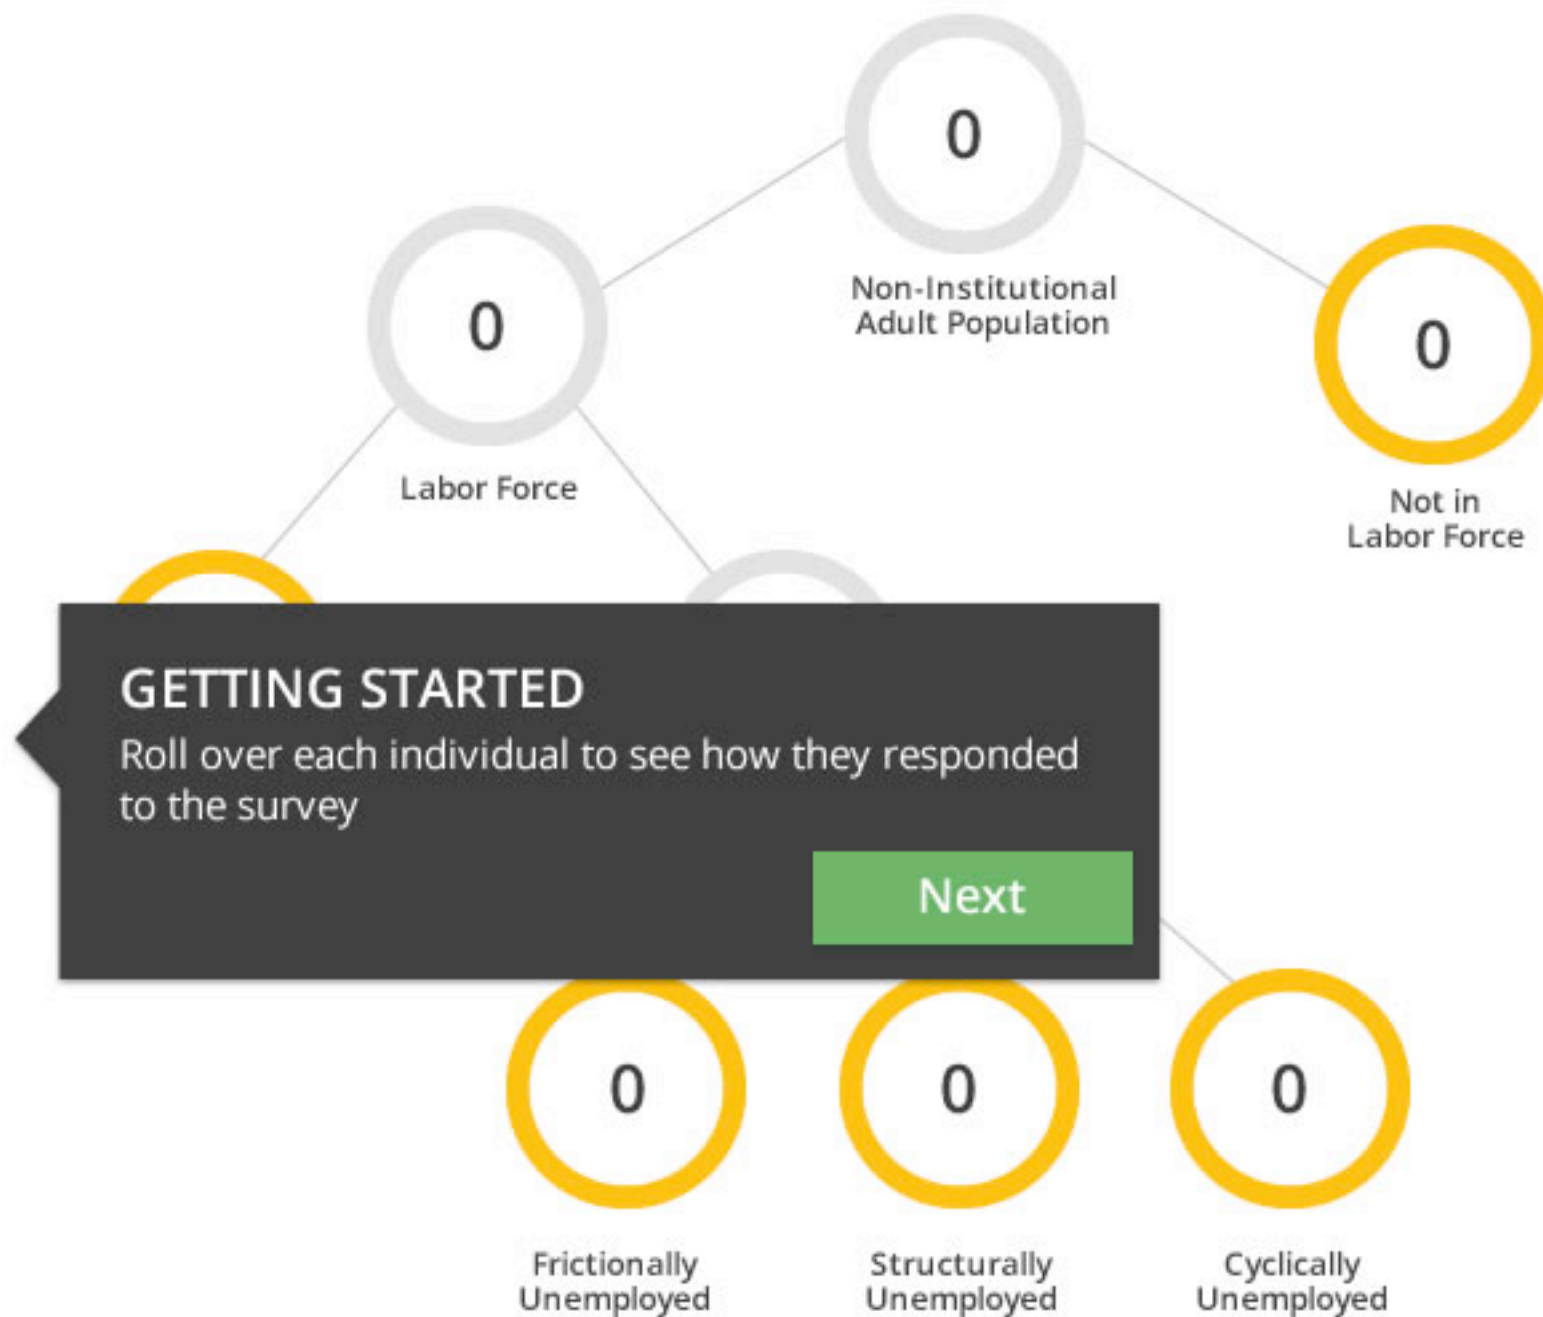 0
Non-Institutional
Adult Population
0
Labor Force
0
Not in
Labor Force
GETTING STARTED
Roll over each individual to see how they responded
to the survey
Next
0
0
0
Frictionally
Unemployed
Structurally
Unemployed
Cyclically
Unemployed